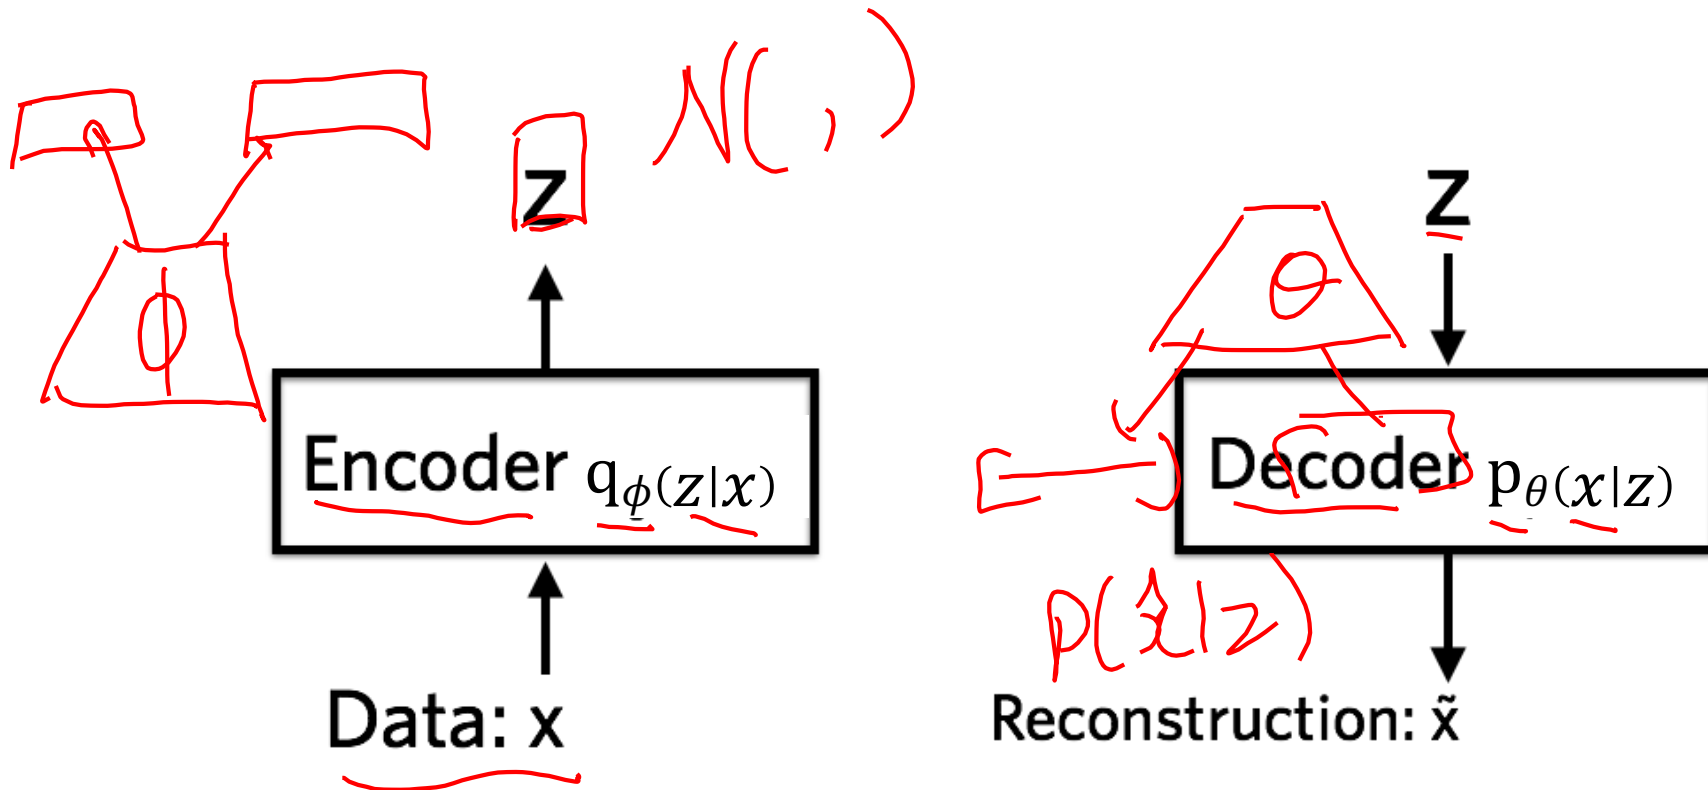 N( , )
z
ϕ
Encoder qϕ(z|x)
Data: x
z
θ
Decoder pθ(x|z)
p(x̂|z)
Reconstruction: x̃